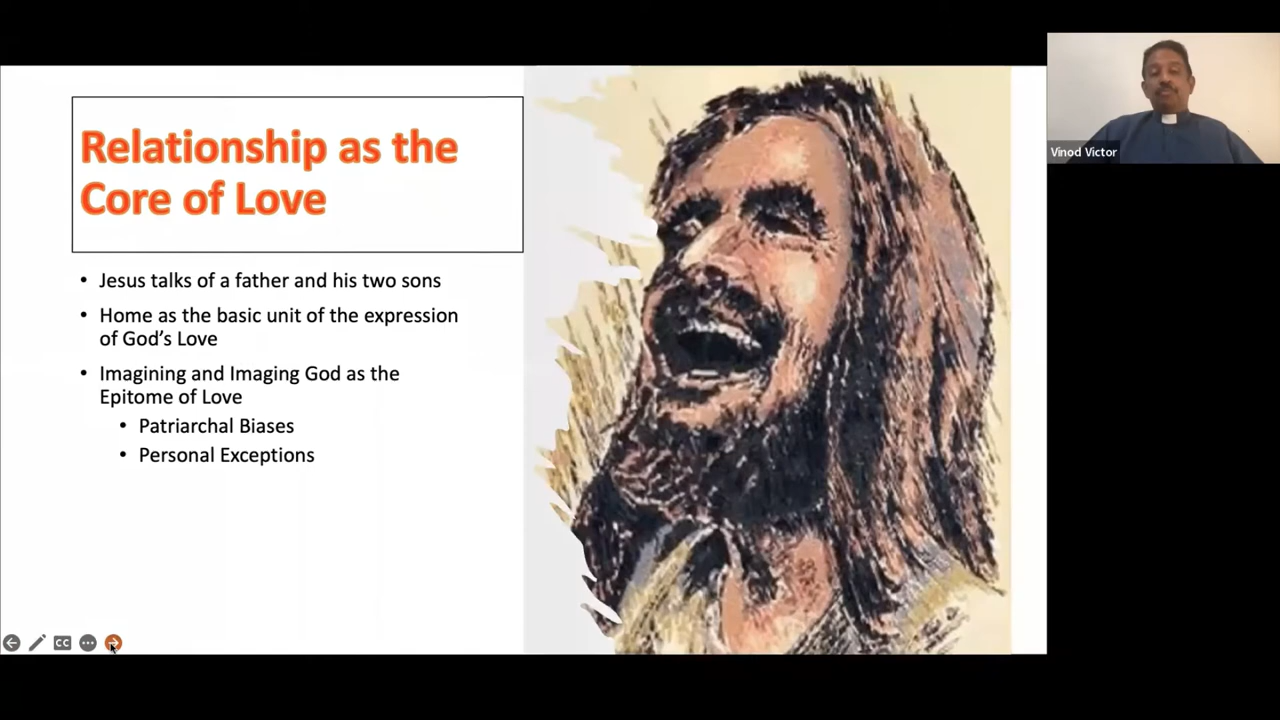 Relationship as the
Core of Love
• Jesus talks of a father and his two sons
• Home as the basic unit of the expression
of God's Love
• Imagining and Imaging God as the
Epitome of Love
• Patriarchal Biases
• Personal Exceptions
Vinod Victor
CC